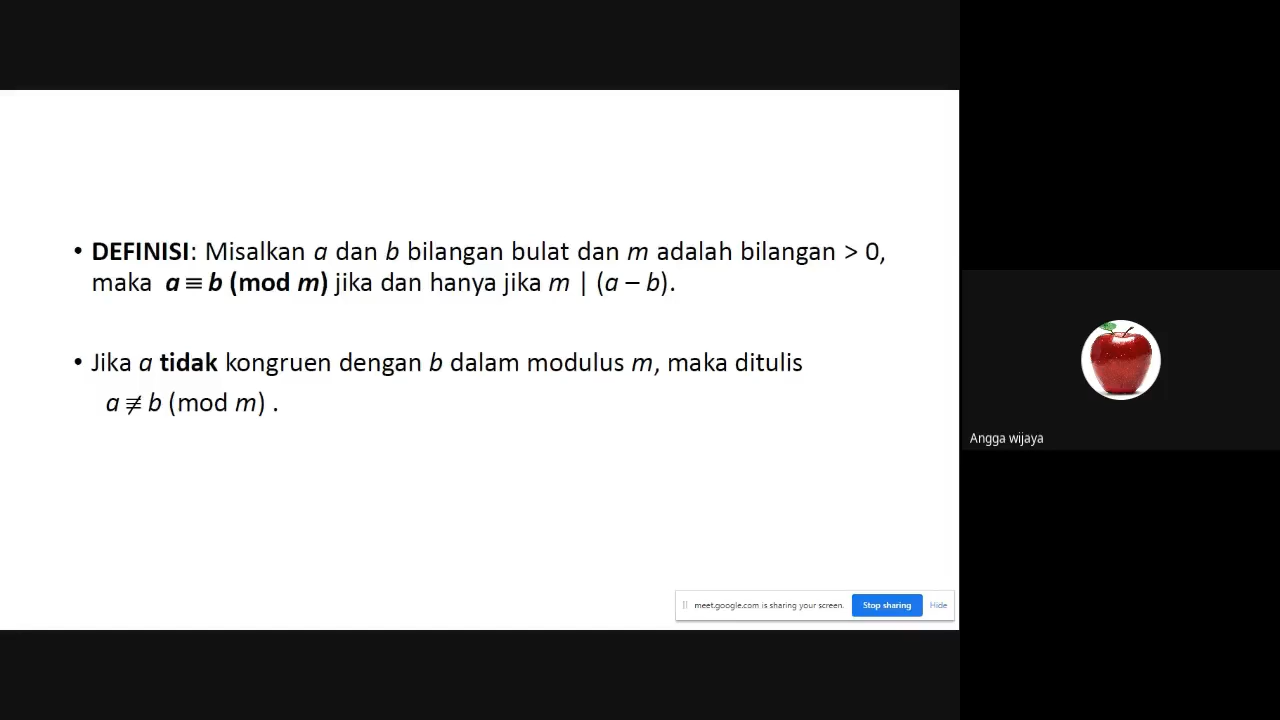 • DEFINISI: Misalkan a dan b bilangan bulat dan m adalah bilangan > 0,
maka a ≡ b (mod m) jika dan hanya jika m | (a – b).
• Jika a tidak kongruen dengan b dalam modulus m, maka ditulis
a ≢ b (mod m) .
Angga wijaya
meet.google.com is sharing your screen. Stop sharing Hide